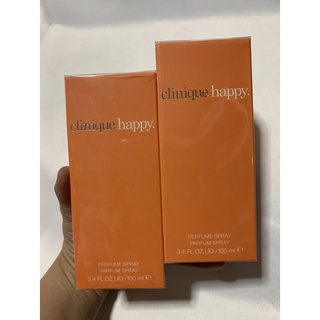 clinique happy.
PERFUME SPRAY
PARFUM SPRAY
3.4 FL.OZ.LIQ./100 ml ℮
clinique happy.
PERFUME SPRAY
PARFUM SPRAY
3.4 FL.OZ.LIQ./100 ml ℮